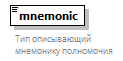 mnemonic
Тип описывающий
мнемонику полномочия